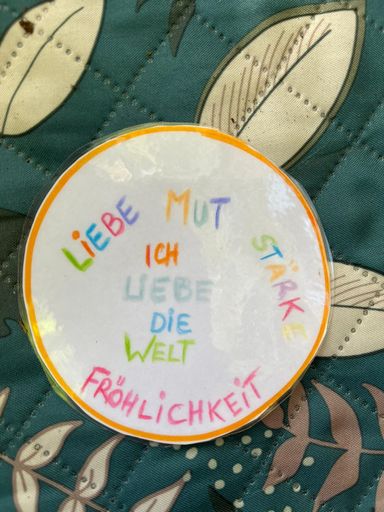 LiEBE MUT STÄRKE
ICH
LIEBE
DiE
WELT
FRÖHLiCHKEiT